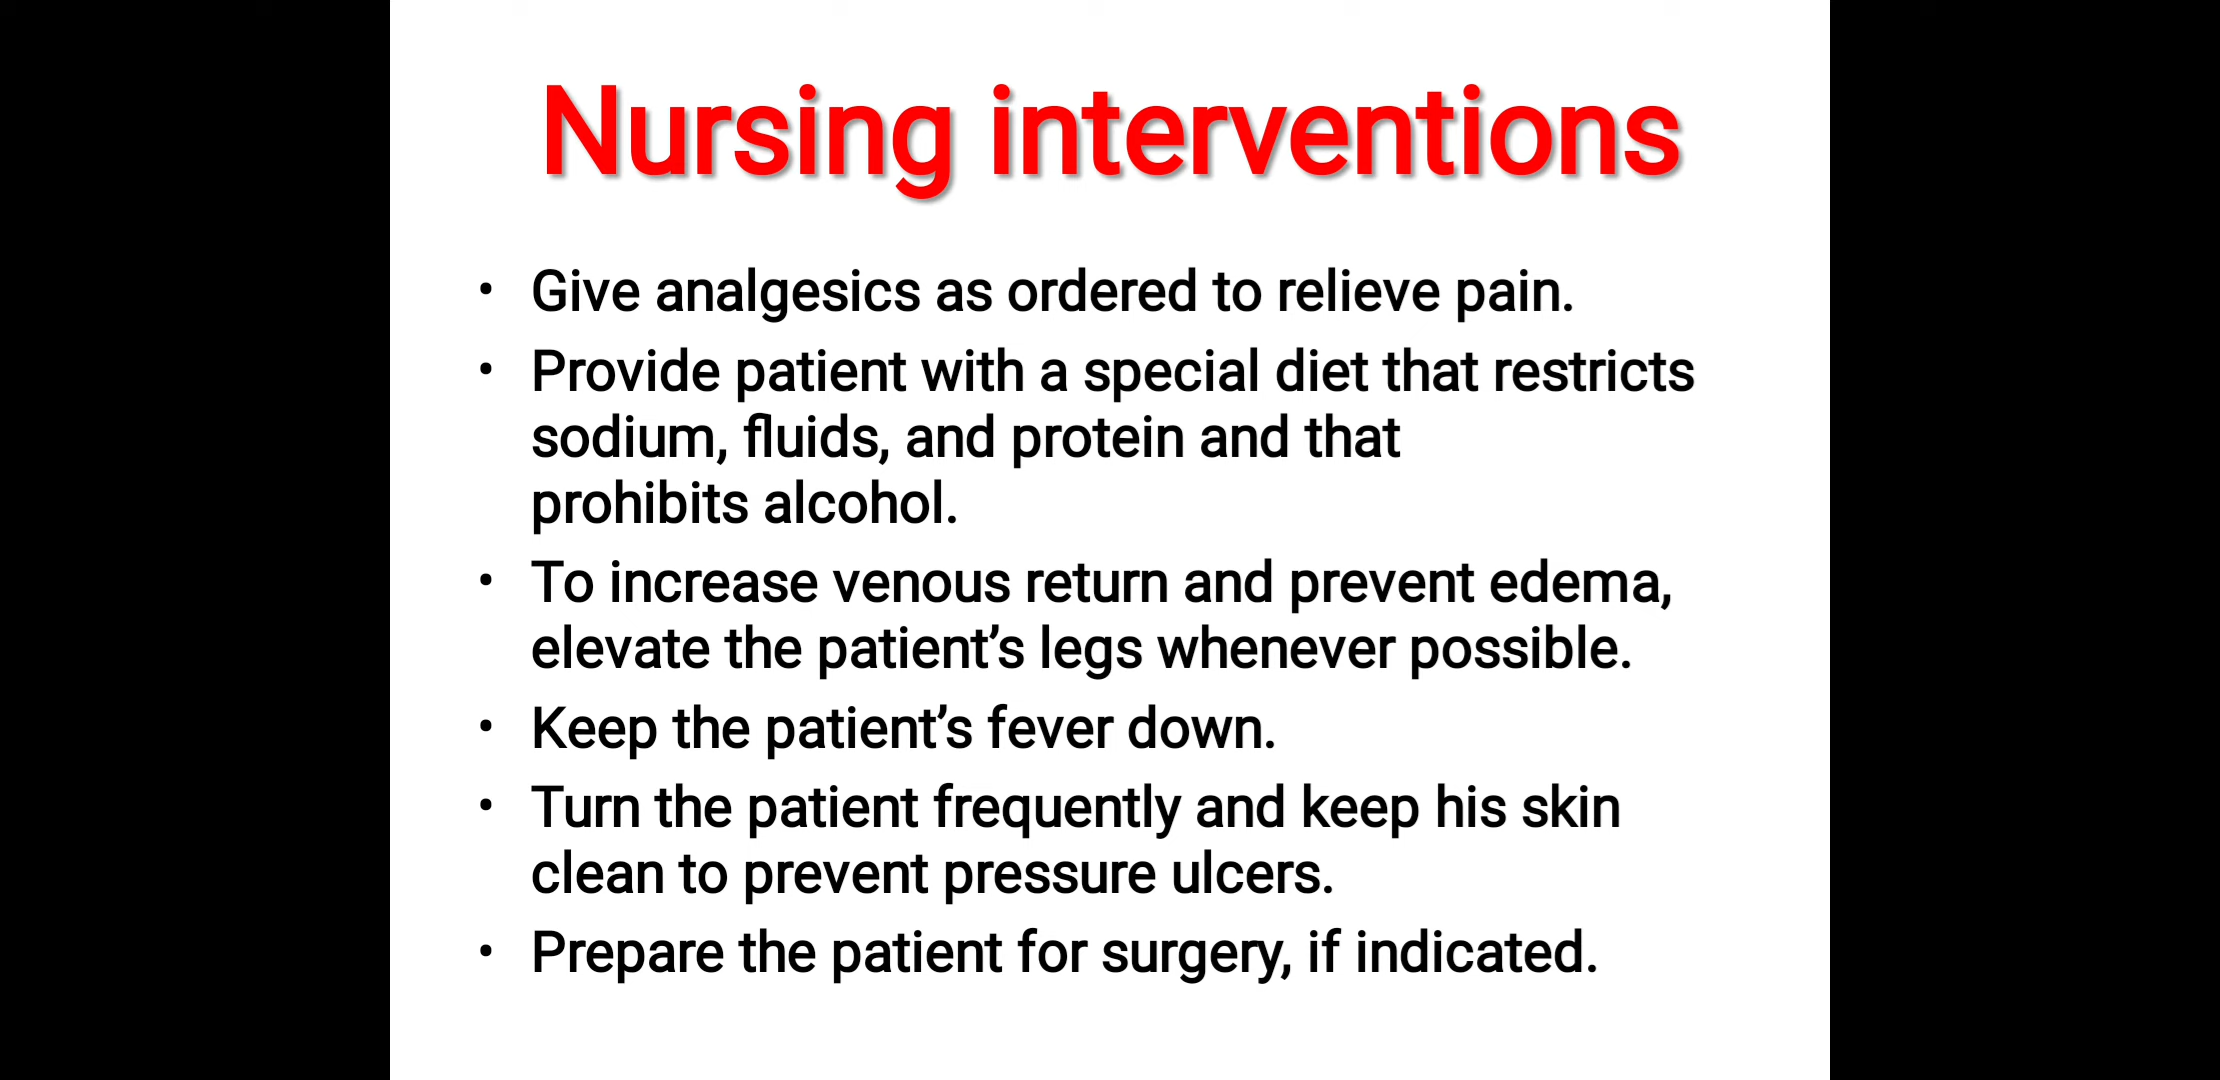 Nursing interventions
• Give analgesics as ordered to relieve pain.
• Provide patient with a special diet that restricts
sodium, fluids, and protein and that
prohibits alcohol.
• To increase venous return and prevent edema,
elevate the patient’s legs whenever possible.
• Keep the patient’s fever down.
• Turn the patient frequently and keep his skin
clean to prevent pressure ulcers.
• Prepare the patient for surgery, if indicated.